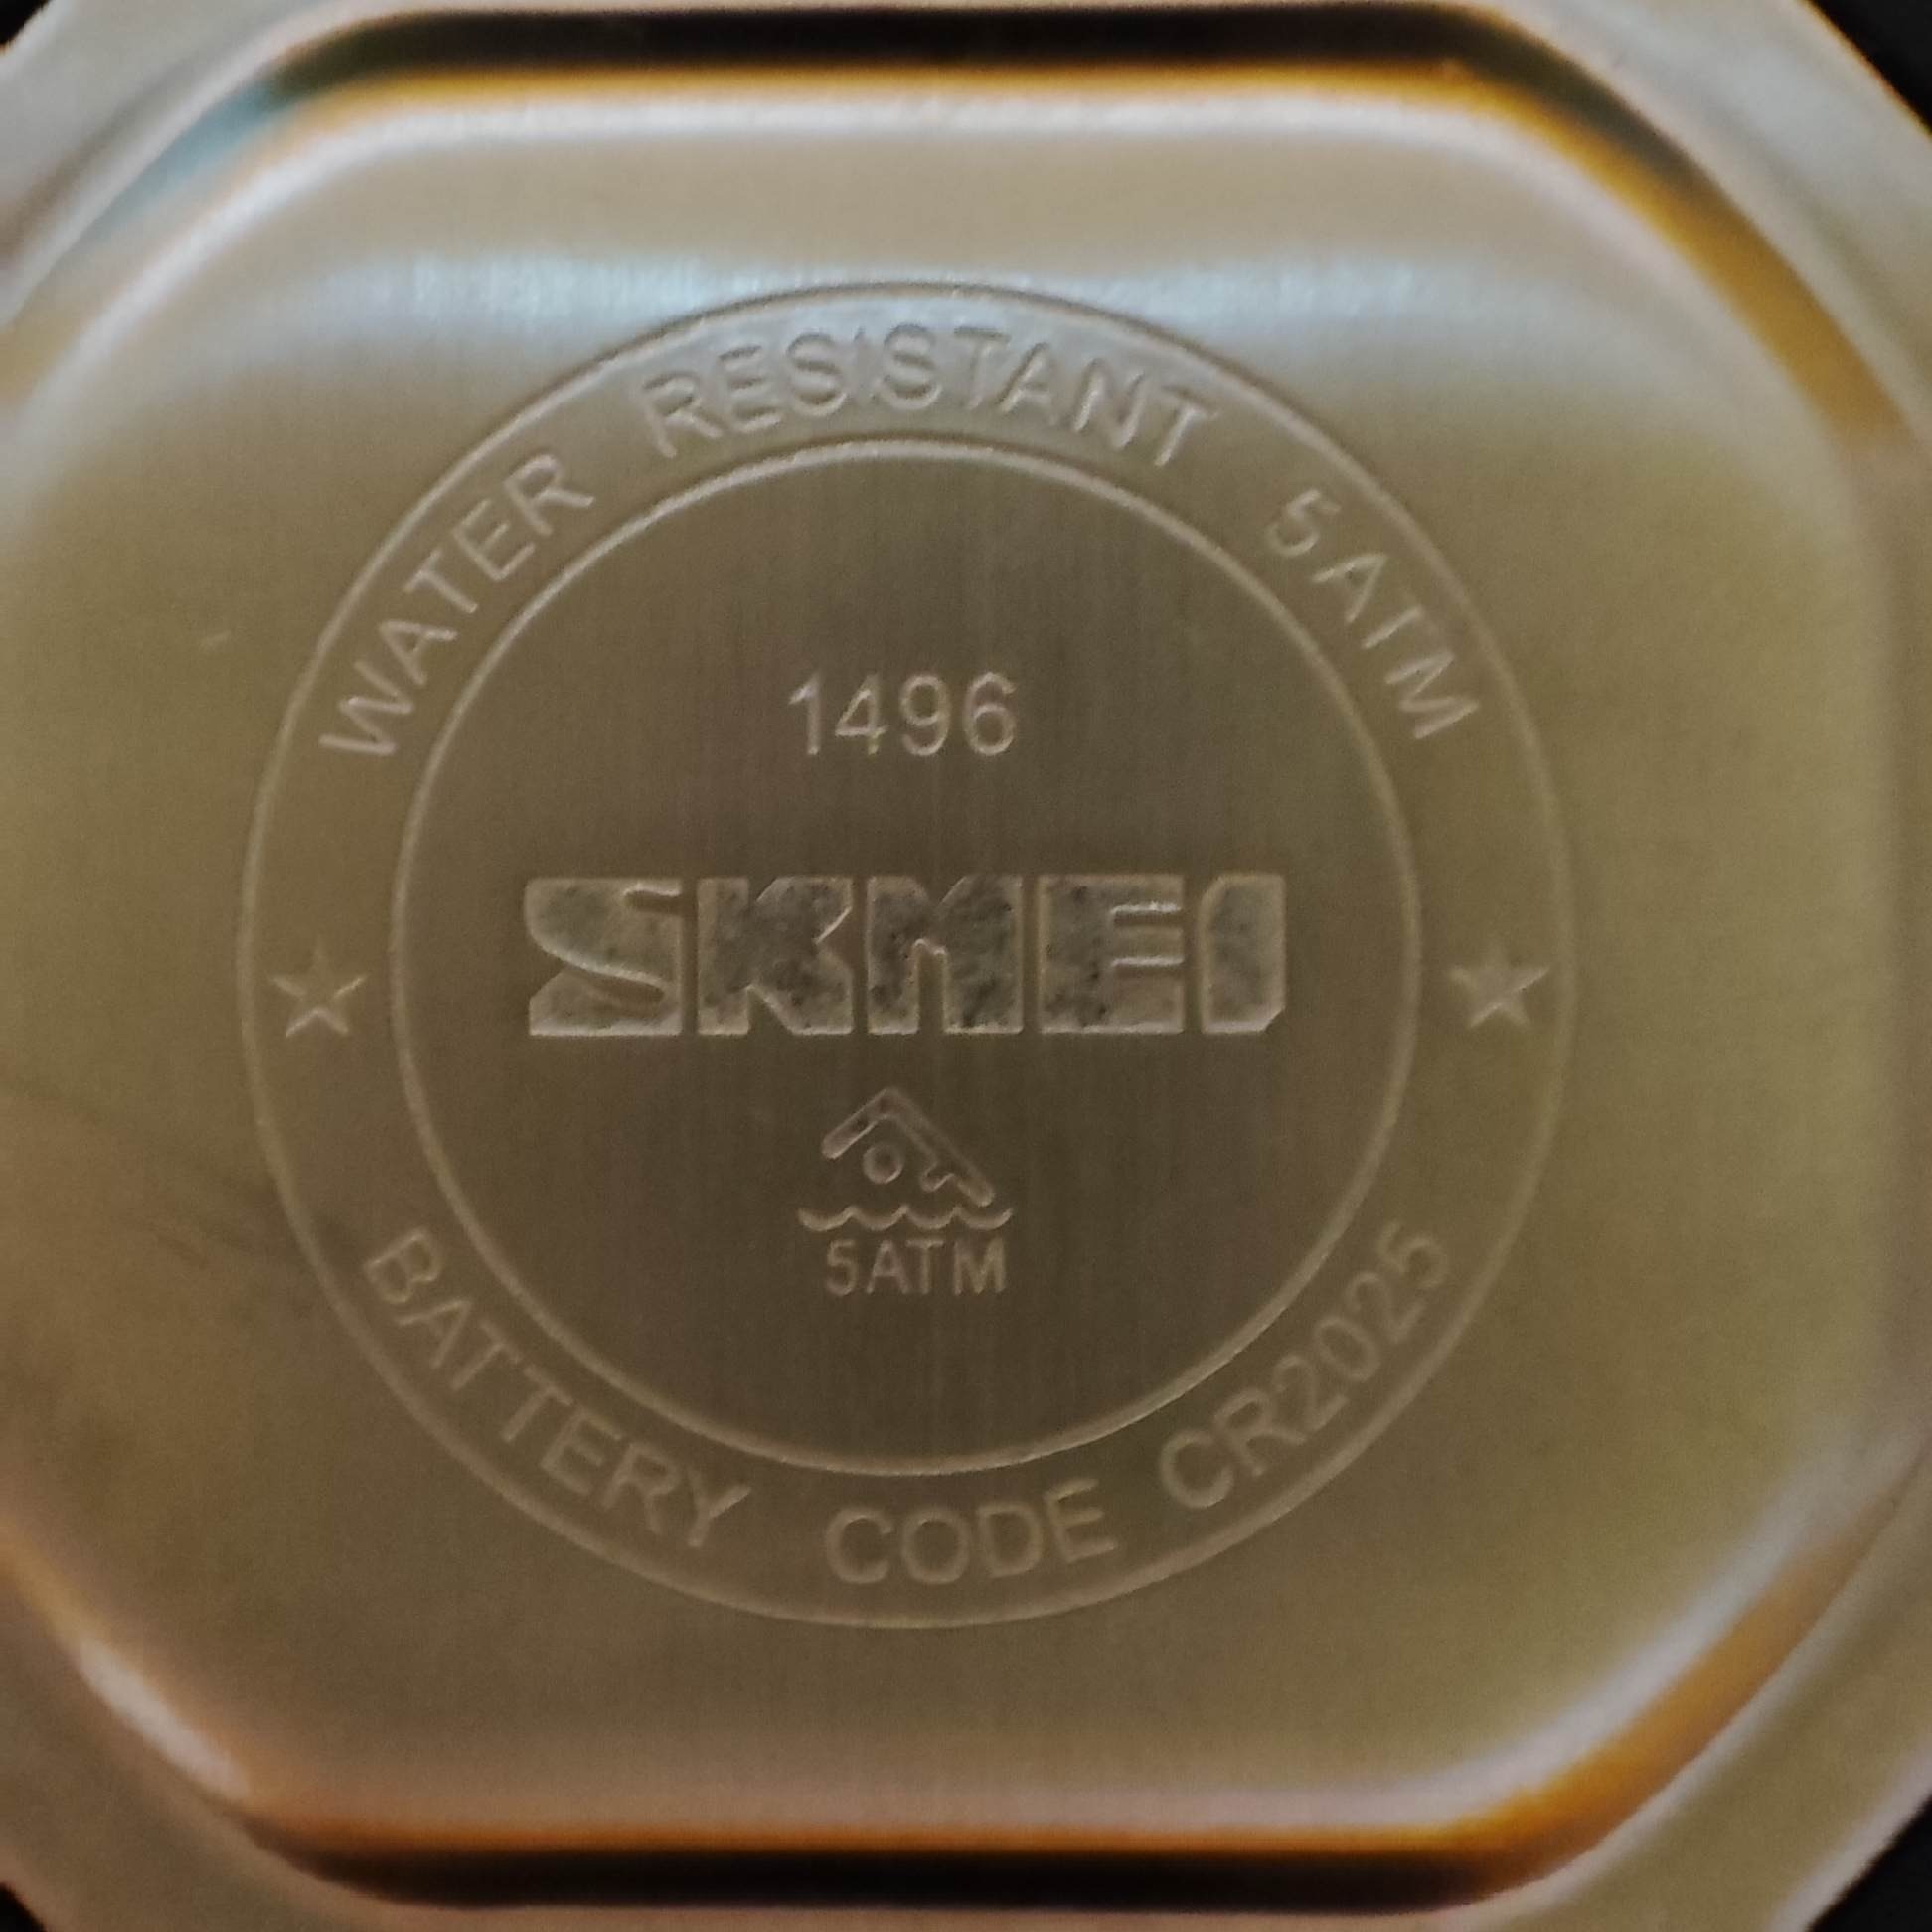 WATER RESISTANT 5ATM
1496
SKMEI
5ATM
BATTERY CODE CR2025